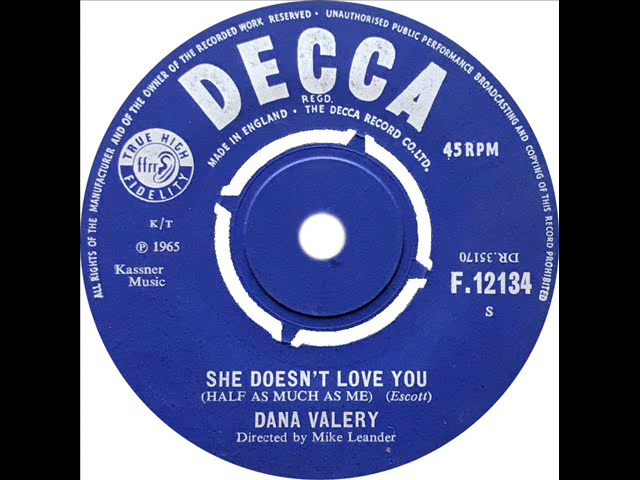 ALL RIGHTS OF THE MANUFACTURER AND OF THE OWNER OF THE RECORDED WORK RESERVED • UNAUTHORISED PUBLIC PERFORMANCE BROADCASTING AND COPYING OF THIS RECORD PROHIBITED
DECCA
REGD.
MADE IN ENGLAND • THE DECCA RECORD CO. LTD.
TRUE HIGH
ffrr
FIDELITY
45 RPM
K/T
℗ 1965
Kassner
Music
DR.35170
F.12134
S
SHE DOESN'T LOVE YOU
(HALF AS MUCH AS ME) (Escott)
DANA VALERY
Directed by Mike Leander